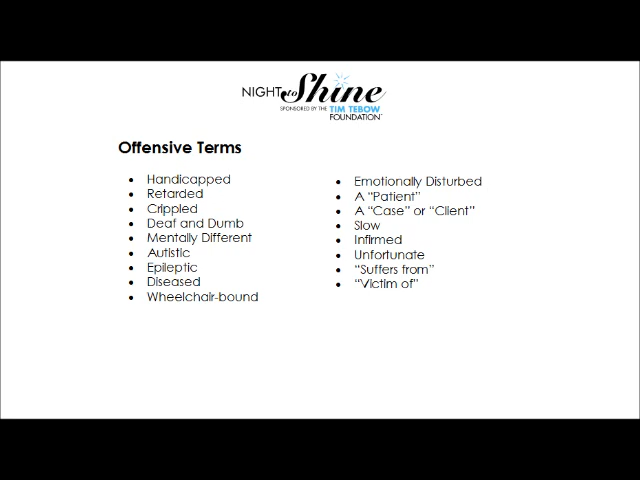 NIGHT to Shine
SPONSORED BY THE TIM TEBOW
FOUNDATION
Offensive Terms
• Handicapped
• Retarded
• Crippled
• Deaf and Dumb
• Mentally Different
• Autistic
• Epileptic
• Diseased
• Wheelchair-bound
• Emotionally Disturbed
• A “Patient”
• A “Case” or “Client”
• Slow
• Infirmed
• Unfortunate
• “Suffers from”
• “Victim of”